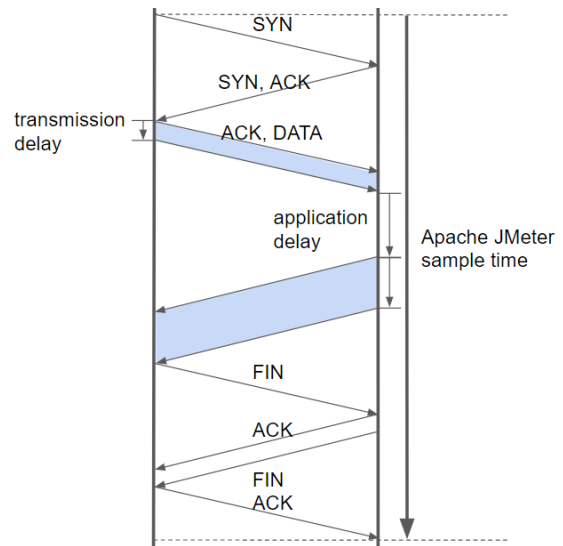 SYN
SYN, ACK
transmission
delay
ACK, DATA
application
delay
Apache JMeter
sample time
FIN
ACK
FIN
ACK